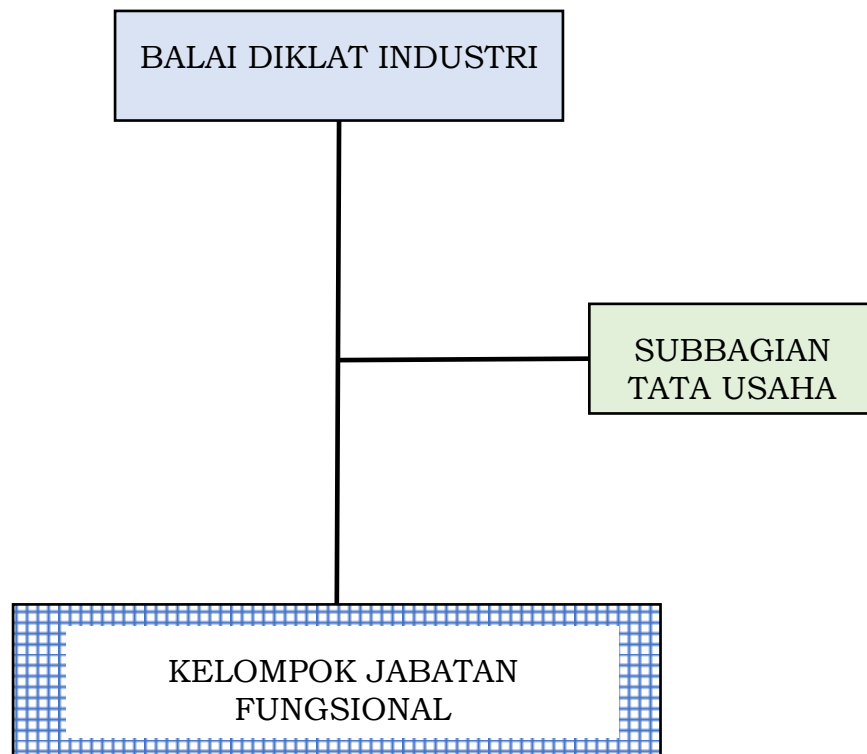 BALAI DIKLAT INDUSTRI
SUBBAGIAN
TATA USAHA
KELOMPOK JABATAN
FUNGSIONAL